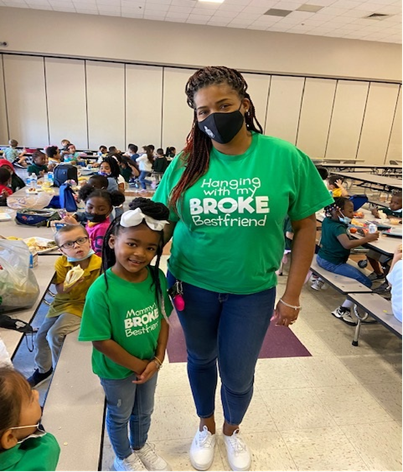 Hanging with my
BROKE
Bestfriend
Mommy's
BROKE
Bestfriend